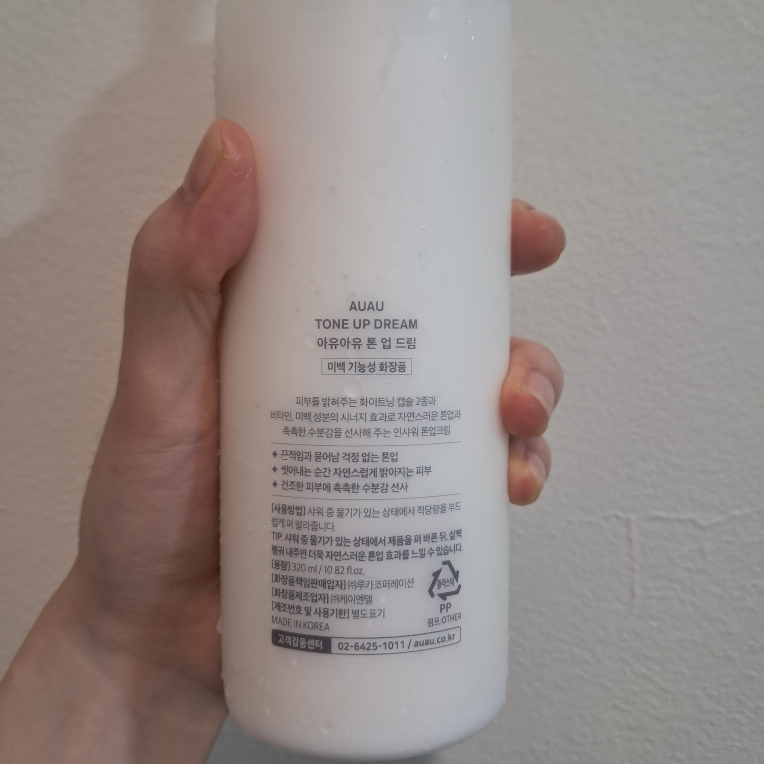 AUAU
TONE UP DREAM
아유아유 톤 업 드림
미백 기능성 화장품
피부를 밝혀주는 화이트닝 캡슐 2종과
비타민, 미백 성분의 시너지 효과로 자연스러운 톤업과
촉촉한 수분감을 선사해 주는 인샤워 톤업크림
✦ 끈적임과 묻어남 걱정 없는 톤업
✦ 씻어내는 순간 자연스럽게 밝아지는 피부
✦ 건조한 피부에 촉촉한 수분감 선사
[사용방법] 샤워 중 물기가 있는 상태에서 적당량을 부드
럽게 펴 발라줍니다.
TIP. 샤워 중 물기가 있는 상태에서 제품을 펴 바른 뒤, 살짝
헹궈 내주면 더욱 자연스러운 톤업 효과를 느낄 수 있습니다.
[용량] 320 ml / 10.82 fl.oz.
[화장품책임판매업자] ㈜루카코퍼레이션
[화장품제조업자] ㈜케이엔텔
[제조번호 및 사용기한] 별도표기
MADE IN KOREA
플라스틱
PP
펌프:OTHER
고객감동센터 02-6425-1011 / auau.co.kr